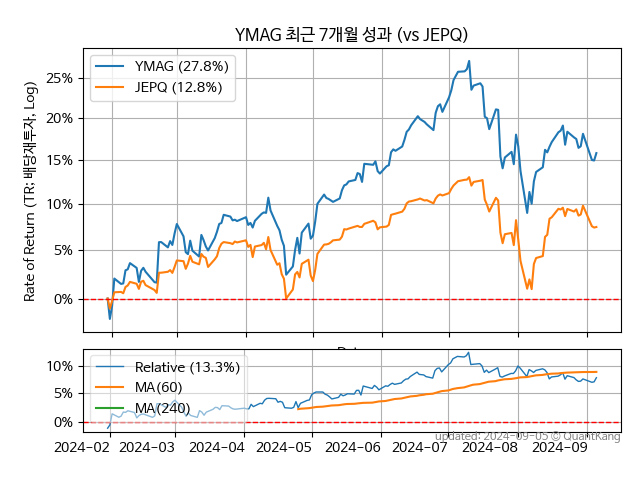 YMAG 최근 7개월 성과 (vs JEPQ)
Rate of Return (TR: 배당재투자, Log)
25%
20%
15%
10%
5%
0%
YMAG (27.8%)
JEPQ (12.8%)
10%
5%
0%
Relative (13.3%)
MA(60)
MA(240)
2024-02 2024-03 2024-04 2024-05 2024-06 2024-07 2024-08 2024-09
updated: 2024-09-05 © QuantKang